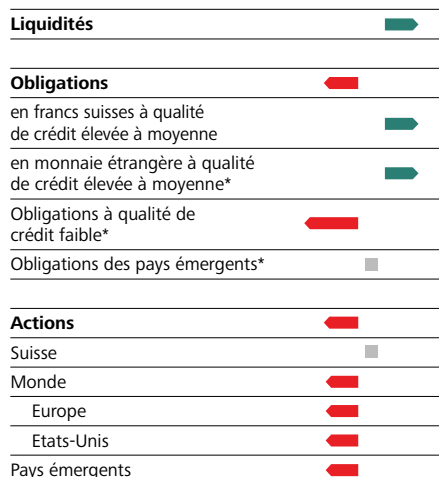 Liquidités
Obligations
en francs suisses à qualité
de crédit élevée à moyenne
en monnaie étrangère à qualité
de crédit élevée à moyenne*
Obligations à qualité de
crédit faible*
Obligations des pays émergents*
Actions
Suisse
Monde
Europe
Etats-Unis
Pays émergents